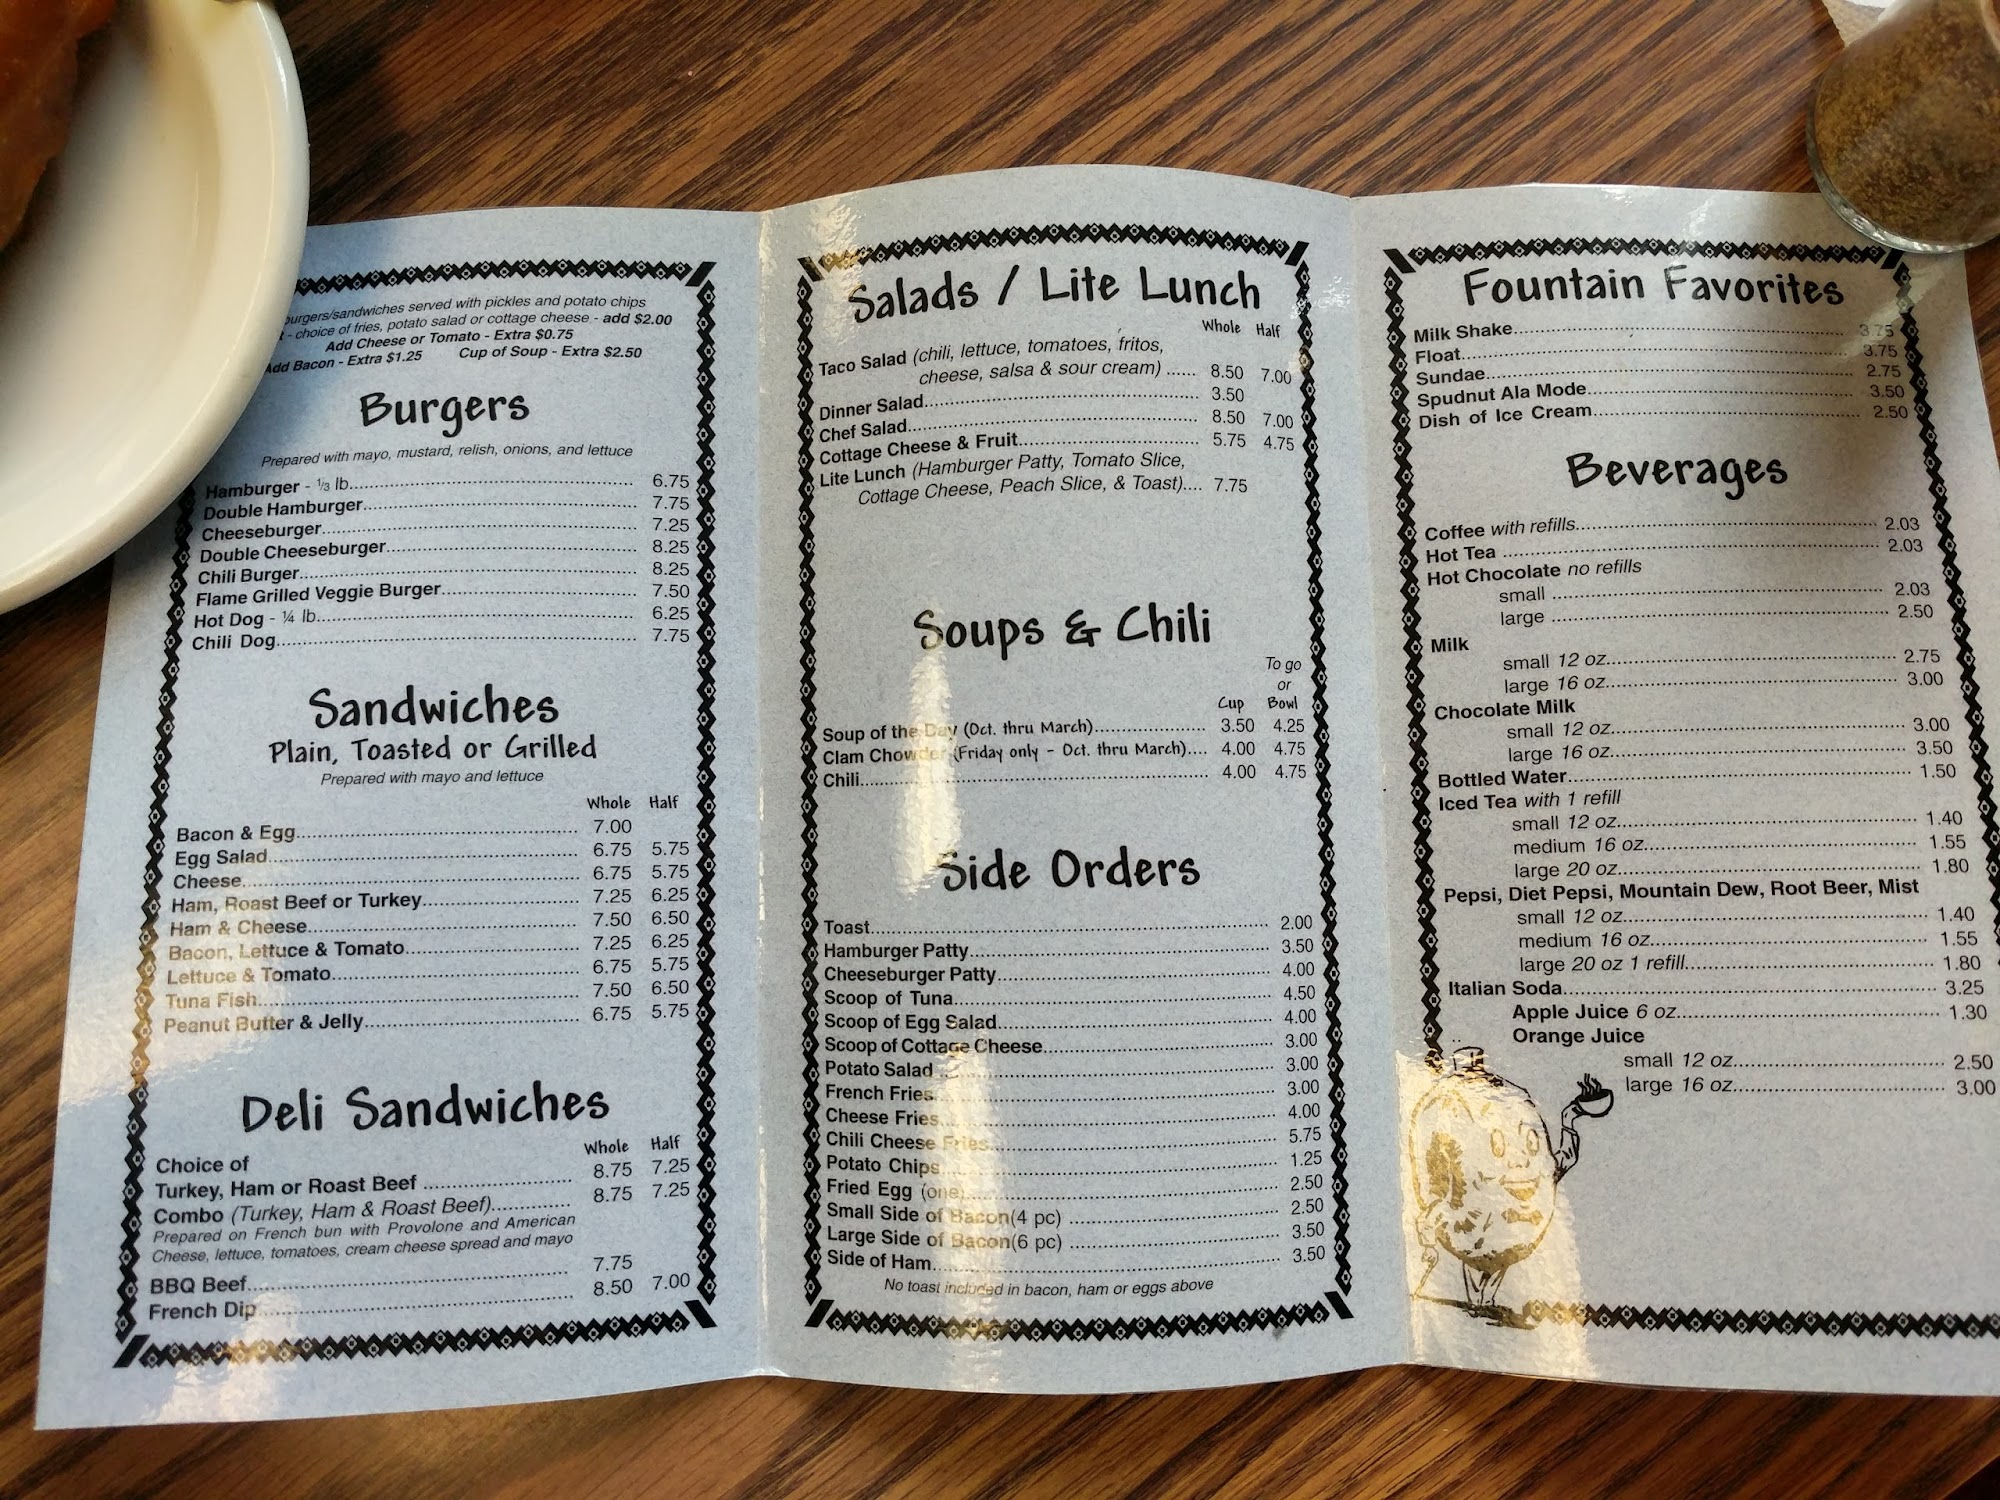 burgers/sandwiches served with pickles and potato chips
- choice of fries, potato salad or cottage cheese - add $2.00
Add Cheese or Tomato - Extra $0.75
Add Bacon - Extra $1.25 Cup of Soup - Extra $2.50
Burgers
Prepared with mayo, mustard, relish, onions, and lettuce
Hamburger - ⅓ lb. 6.75
Double Hamburger 7.75
Cheeseburger 7.25
Double Cheeseburger 8.25
Chili Burger 8.25
Flame Grilled Veggie Burger 7.50
Hot Dog - ¼ lb. 6.25
Chili Dog 7.75
Sandwiches
Plain, Toasted or Grilled
Prepared with mayo and lettuce
Whole Half
Bacon & Egg 7.00
Egg Salad 6.75 5.75
Cheese 6.75 5.75
Ham, Roast Beef or Turkey 7.25 6.25
Ham & Cheese 7.50 6.50
Bacon, Lettuce & Tomato 7.25 6.25
Lettuce & Tomato 6.75 5.75
Tuna Fish 7.50 6.50
Peanut Butter & Jelly 6.75 5.75
Deli Sandwiches
Whole Half
Choice of
Turkey, Ham or Roast Beef 8.75 7.25
Combo (Turkey, Ham & Roast Beef) 8.75 7.25
Prepared on French bun with Provolone and American
Cheese, lettuce, tomatoes, cream cheese spread and mayo
BBQ Beef 7.75
French Dip 8.50 7.00
Salads / Lite Lunch
Whole Half
Taco Salad (chili, lettuce, tomatoes, fritos,
cheese, salsa & sour cream) 8.50 7.00
Dinner Salad 3.50
Chef Salad 8.50 7.00
Cottage Cheese & Fruit 5.75 4.75
Lite Lunch (Hamburger Patty, Tomato Slice,
Cottage Cheese, Peach Slice, & Toast) 7.75
Soups & Chili
To go
or
Cup Bowl
Soup of the Day (Oct. thru March) 3.50 4.25
Clam Chowder (Friday only - Oct. thru March) 4.00 4.75
Chili 4.00 4.75
Side Orders
Toast 2.00
Hamburger Patty 3.50
Cheeseburger Patty 4.00
Scoop of Tuna 4.50
Scoop of Egg Salad 4.00
Scoop of Cottage Cheese 3.00
Potato Salad 3.00
French Fries 3.00
Cheese Fries 4.00
Chili Cheese Fries 5.75
Potato Chips 1.25
Fried Egg (one) 2.50
Small Side of Bacon(4 pc) 2.50
Large Side of Bacon(6 pc) 3.50
Side of Ham 3.50
No toast included in bacon, ham or eggs above
Fountain Favorites
Milk Shake 3.75
Float 3.75
Sundae 2.75
Spudnut Ala Mode 3.50
Dish of Ice Cream 2.50
Beverages
Coffee with refills 2.03
Hot Tea 2.03
Hot Chocolate no refills
small 2.03
large 2.50
Milk
small 12 oz. 2.75
large 16 oz. 3.00
Chocolate Milk
small 12 oz. 3.00
large 16 oz. 3.50
Bottled Water 1.50
Iced Tea with 1 refill
small 12 oz. 1.40
medium 16 oz. 1.55
large 20 oz. 1.80
Pepsi, Diet Pepsi, Mountain Dew, Root Beer, Mist
small 12 oz. 1.40
medium 16 oz. 1.55
large 20 oz 1 refill 1.80
Italian Soda 3.25
Apple Juice 6 oz. 1.30
Orange Juice
small 12 oz. 2.50
large 16 oz. 3.00